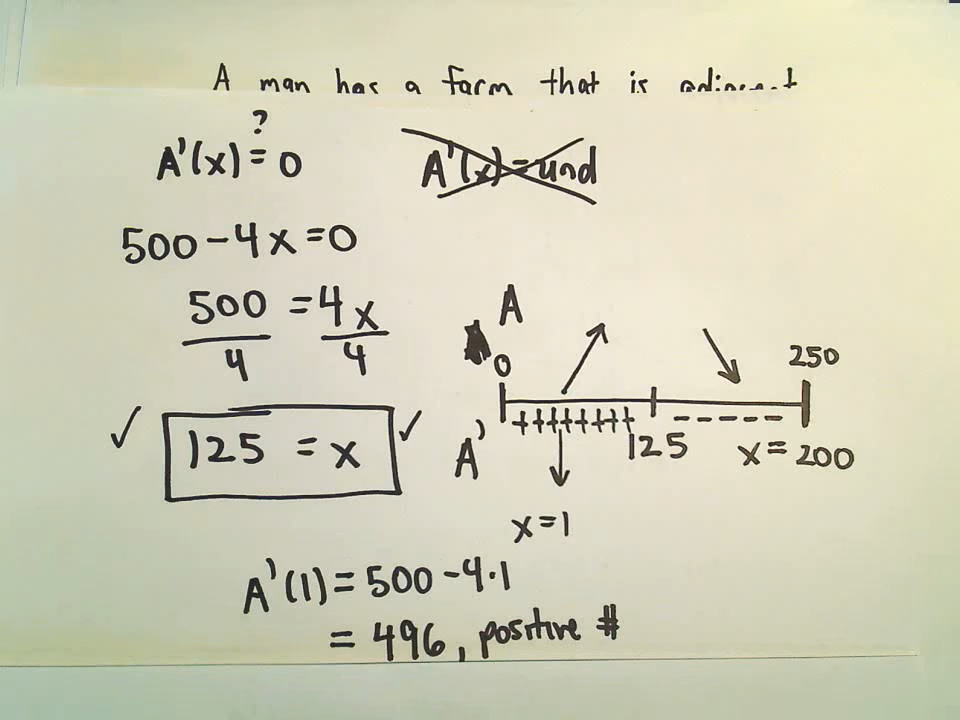 A man has a farm that is adjacent
?
A'(x) = 0
A'(x) = und
500 - 4x = 0
500 = 4x
4 4
125 = x
A
0 250
+++++++ 125 - - - - -
A' x = 200
x = 1
A'(1) = 500 - 4·1
= 496, positive #